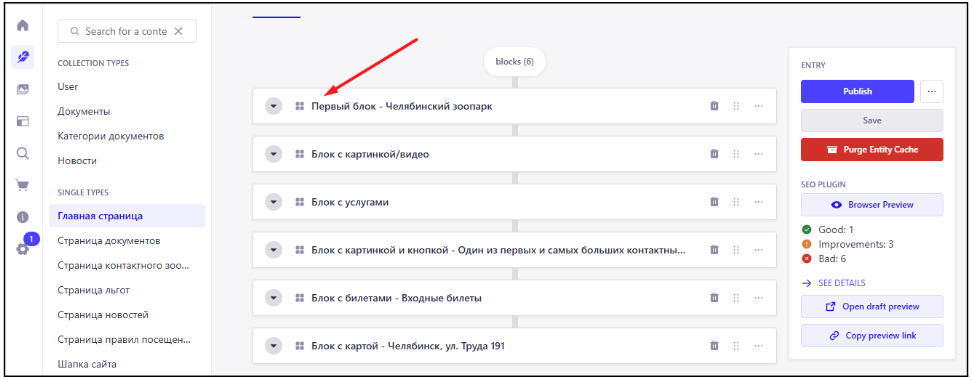 Search for a conte
COLLECTION TYPES
User
Документы
Категории документов
Новости
SINGLE TYPES
Главная страница
Страница документов
Страница контактного зоо...
Страница льгот
Страница новостей
Страница правил посещен...
Шапка сайта
1
blocks (6)
Первый блок - Челябинский зоопарк
Блок с картинкой/видео
Блок с услугами
Блок с картинкой и кнопкой - Один из первых и самых больших контактны...
Блок с билетами - Входные билеты
Блок с картой - Челябинск, ул. Труда 191
ENTRY
Publish
Save
Purge Entity Cache
SEO PLUGIN
Browser Preview
Good: 1
Improvements: 3
Bad: 6
SEE DETAILS
Open draft preview
Copy preview link